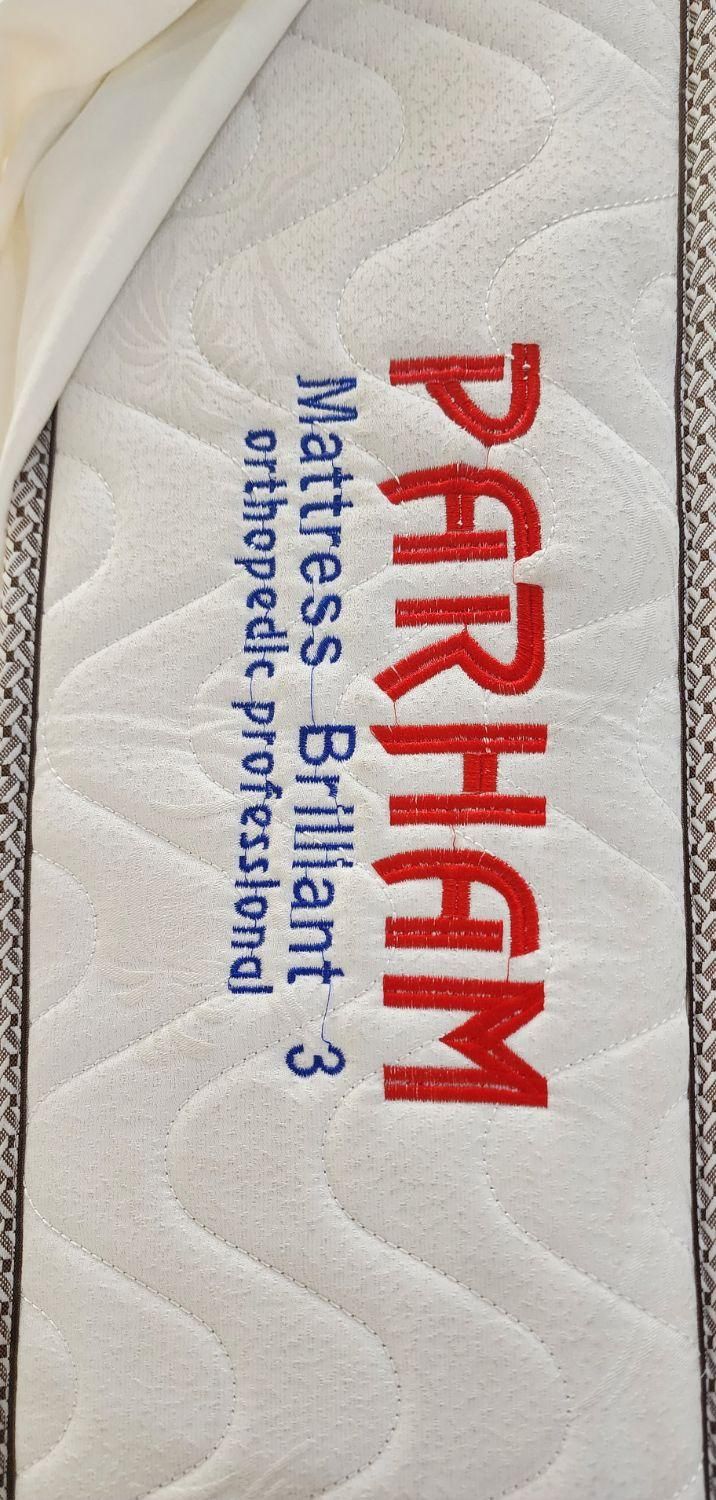 PARHAM
Mattress Brilliant 3
orthopedic professional